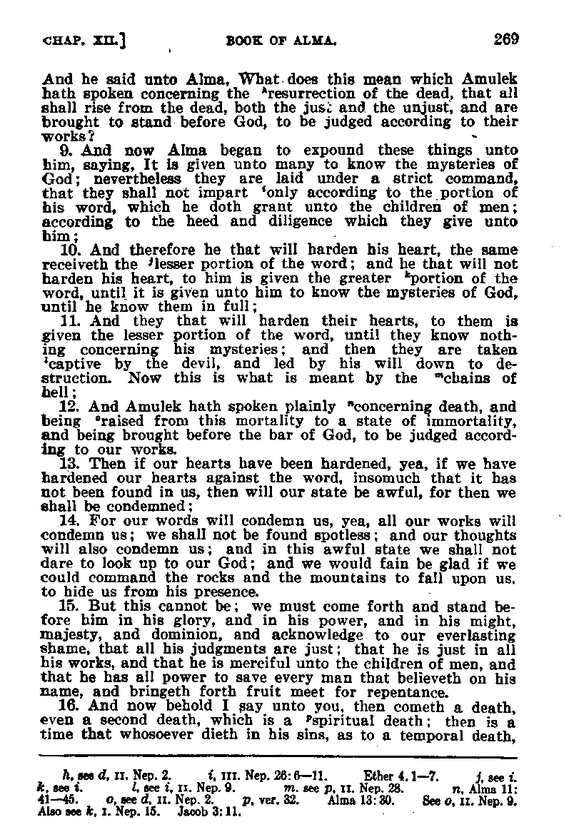 CHAP. XII.] BOOK OF ALMA. 269
And he said unto Alma, What does this mean which Amulek
hath spoken concerning the ʰresurrection of the dead, that all
shall rise from the dead, both the just and the unjust, and are
brought to stand before God, to be judged according to their
works?
9. And now Alma began to expound these things unto
him, saying, It is given unto many to know the mysteries of
God; nevertheless they are laid under a strict command,
that they shall not impart ⁱonly according to the portion of
his word, which he doth grant unto the children of men;
according to the heed and diligence which they give unto
him;
10. And therefore he that will harden his heart, the same
receiveth the ʲlesser portion of the word; and he that will not
harden his heart, to him is given the greater ᵏportion of the
word, until it is given unto him to know the mysteries of God,
until he know them in full;
11. And they that will harden their hearts, to them is
given the lesser portion of the word, until they know noth-
ing concerning his mysteries; and then they are taken
ˡcaptive by the devil, and led by his will down to de-
struction. Now this is what is meant by the ᵐchains of
hell;
12. And Amulek hath spoken plainly ⁿconcerning death, and
being ᵒraised from this mortality to a state of immortality,
and being brought before the bar of God, to be judged accord-
ing to our works.
13. Then if our hearts have been hardened, yea, if we have
hardened our hearts against the word, insomuch that it has
not been found in us, then will our state be awful, for then we
shall be condemned;
14. For our words will condemn us, yea, all our works will
condemn us; we shall not be found spotless; and our thoughts
will also condemn us; and in this awful state we shall not
dare to look up to our God; and we would fain be glad if we
could command the rocks and the mountains to fall upon us,
to hide us from his presence.
15. But this cannot be; we must come forth and stand be-
fore him in his glory, and in his power, and in his might,
majesty, and dominion, and acknowledge to our everlasting
shame, that all his judgments are just; that he is just in all
his works, and that he is merciful unto the children of men, and
that he has all power to save every man that believeth on his
name, and bringeth forth fruit meet for repentance.
16. And now behold I say unto you, then cometh a death,
even a second death, which is a ᵖspiritual death; then is a
time that whosoever dieth in his sins, as to a temporal death,
h, see d, II. Nep. 2. i, III. Nep. 26: 6—11. Ether 4. 1—7. j, see i.
k, see i. l, see i, II. Nep. 9. m. see p, II. Nep. 28. n, Alma 11:
41—45. o, see d, II. Nep. 2. p, ver. 32. Alma 13: 30. See o, II. Nep. 9.
Also see k, I. Nep. 15. Jacob 3: 11.